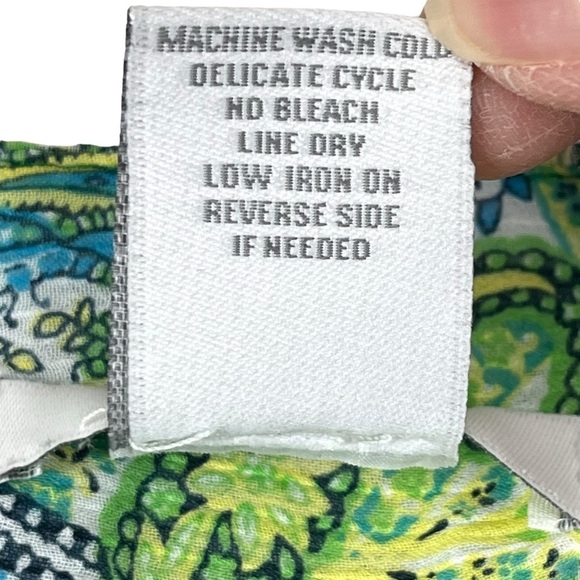 MACHINE WASH COLD
DELICATE CYCLE
NO BLEACH
LINE DRY
LOW IRON ON
REVERSE SIDE
IF NEEDED